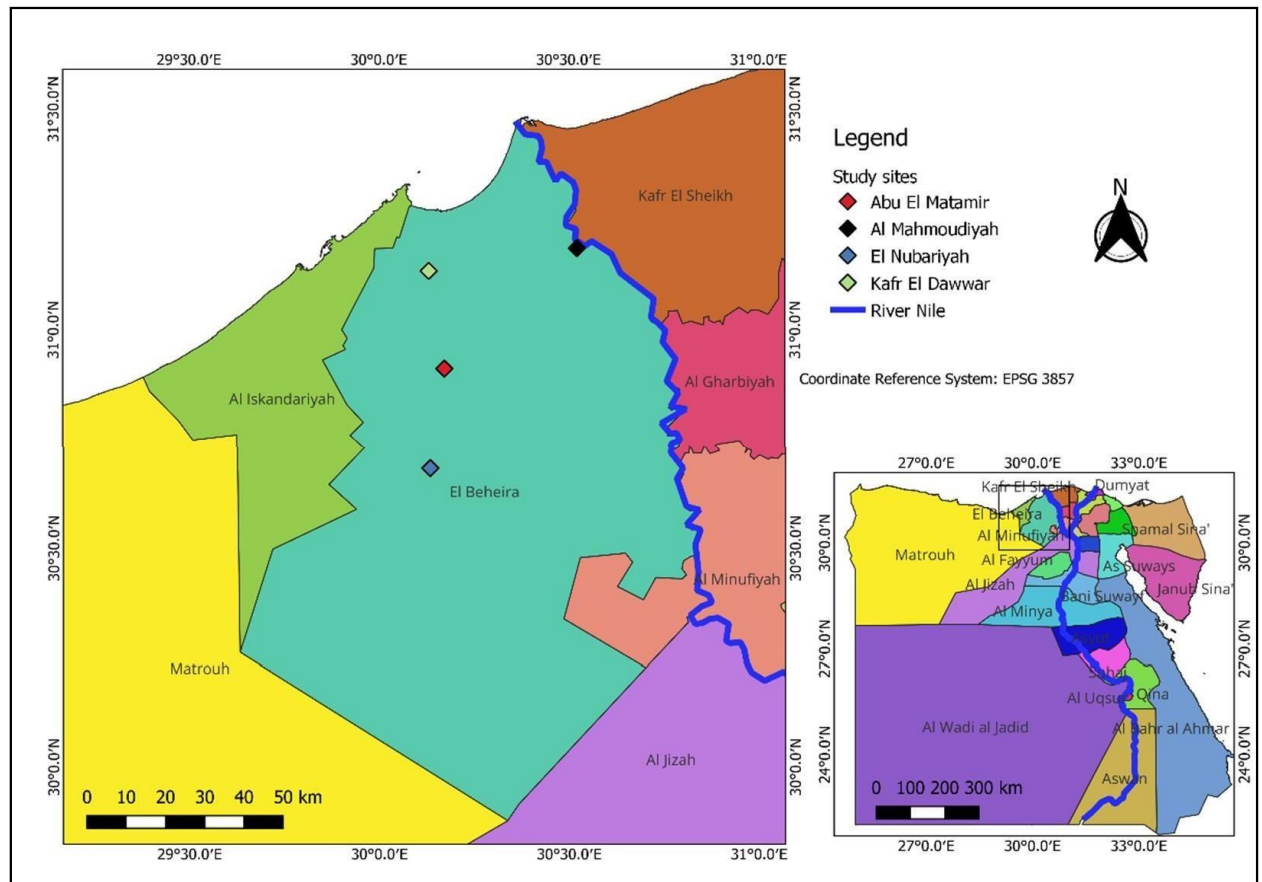 29°30.0'E 30°0.0'E 30°30.0'E 31°0.0'E
31°30.0'N
31°0.0'N
30°30.0'N
30°0.0'N
Kafr El Sheikh
Al Iskandariyah
Al Gharbiyah
El Beheira
Al Minufiyah
Matrouh
Al Jizah
0 10 20 30 40 50 km
31°30.0'N
31°0.0'N
30°30.0'N
30°0.0'N
29°30.0'E 30°0.0'E 30°30.0'E 31°0.0'E
Legend
Study sites
Abu El Matamir
Al Mahmoudiyah
El Nubariyah
Kafr El Dawwar
River Nile
N
Coordinate Reference System: EPSG 3857
27°0.0'E 30°0.0'E 33°0.0'E
30°0.0'N
27°0.0'N
24°0.0'N
Kafr El Sheikh
Dumyat
El Beheira
Shamal Sina'
Al Minufiyah
Matrouh
Al Fayyum
As Suways
Al Jizah
Janub Sina'
Bani Suwayf
Al Minya
Asyut
Sohaj
Al Uqsur
Qina
Al Wadi al Jadid
Al Bahr al Ahmar
Aswan
0 100 200 300 km
30°0.0'N
27°0.0'N
24°0.0'N
27°0.0'E 30°0.0'E 33°0.0'E